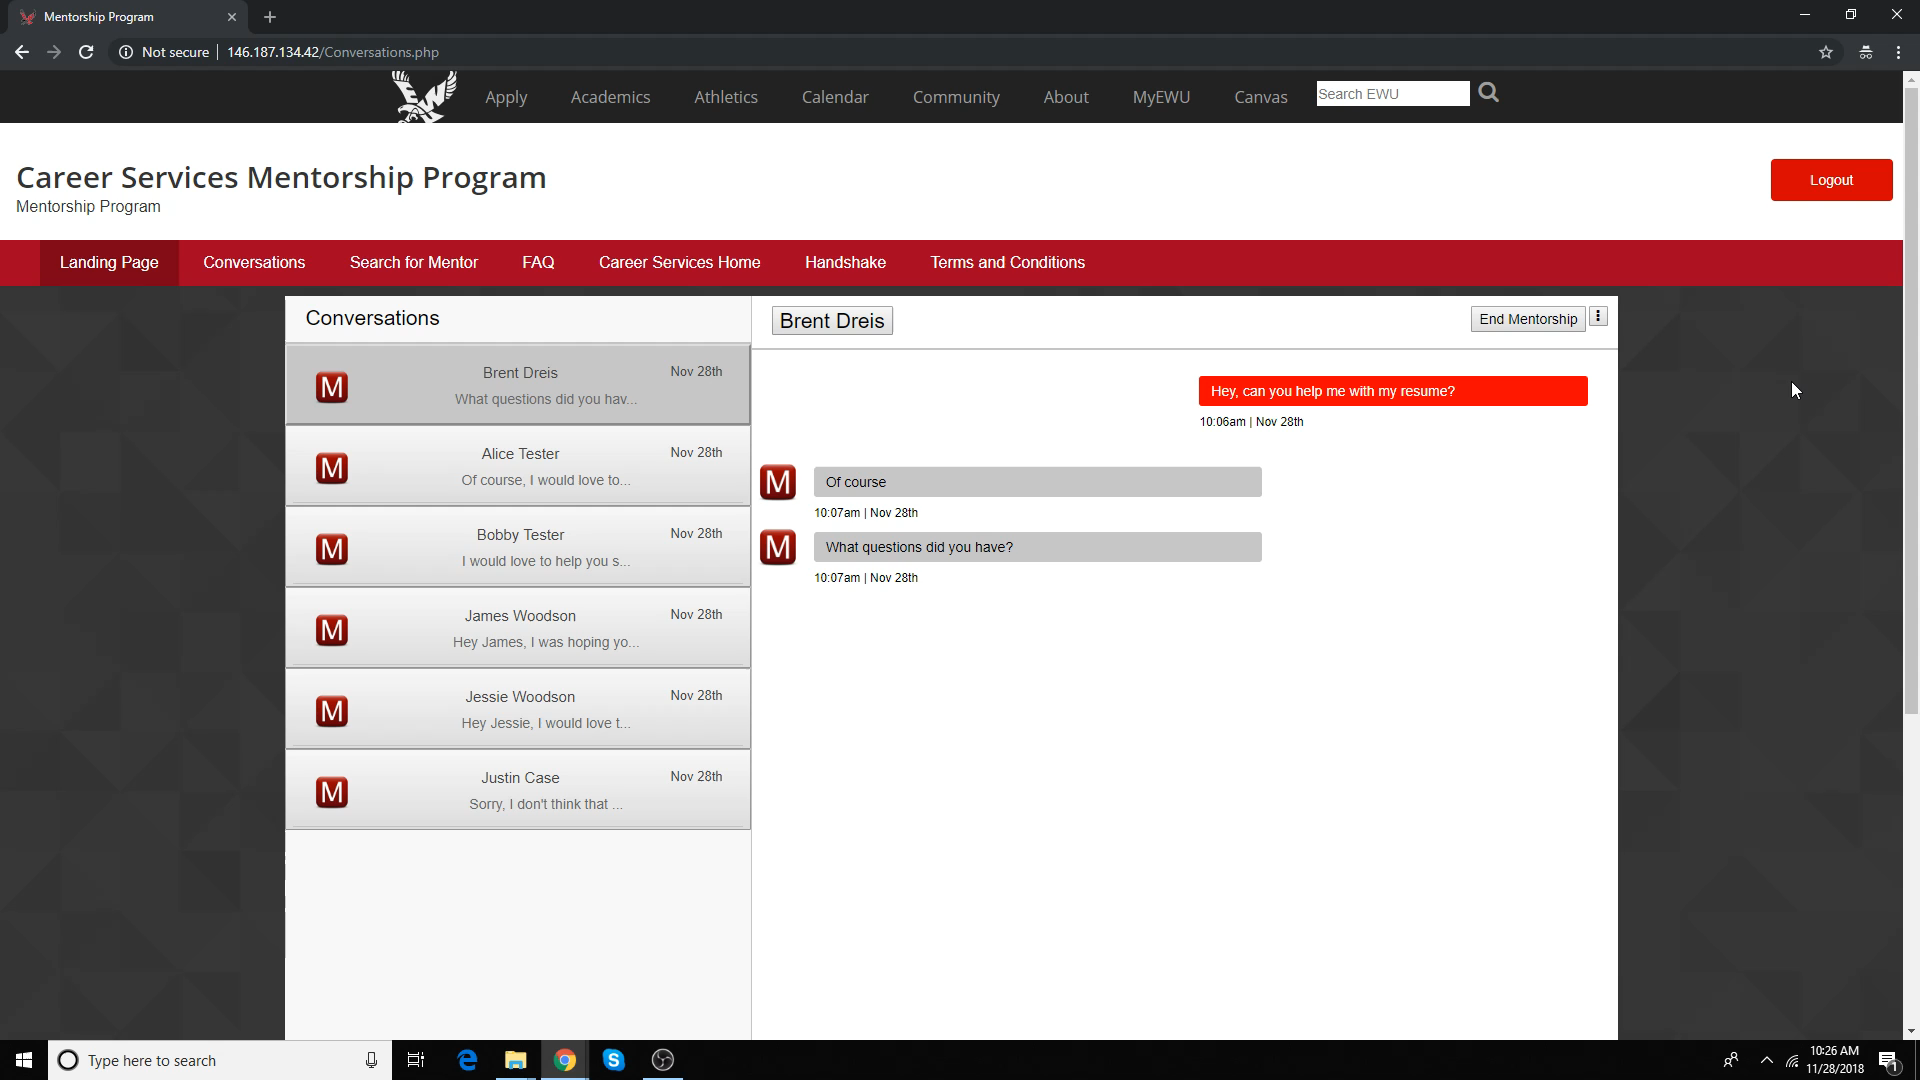 Mentorship Program
Not secure
146.187.134.42/Conversations.php
EWU
Apply
Academics
Athletics
Calendar
Community
About
MyEWU
Canvas
Search EWU
Career Services Mentorship Program
Mentorship Program
Logout
Landing Page
Conversations
Search for Mentor
FAQ
Career Services Home
Handshake
Terms and Conditions
Conversations
M
Brent Dreis
Nov 28th
What questions did you hav...
M
Alice Tester
Nov 28th
Of course, I would love to...
M
Bobby Tester
Nov 28th
I would love to help you s...
M
James Woodson
Nov 28th
Hey James, I was hoping yo...
M
Jessie Woodson
Nov 28th
Hey Jessie, I would love t...
M
Justin Case
Nov 28th
Sorry, I don't think that ...
Brent Dreis
End Mentorship
Hey, can you help me with my resume?
10:06am | Nov 28th
M
Of course
10:07am | Nov 28th
M
What questions did you have?
10:07am | Nov 28th
Type here to search
10:26 AM
11/28/2018
1